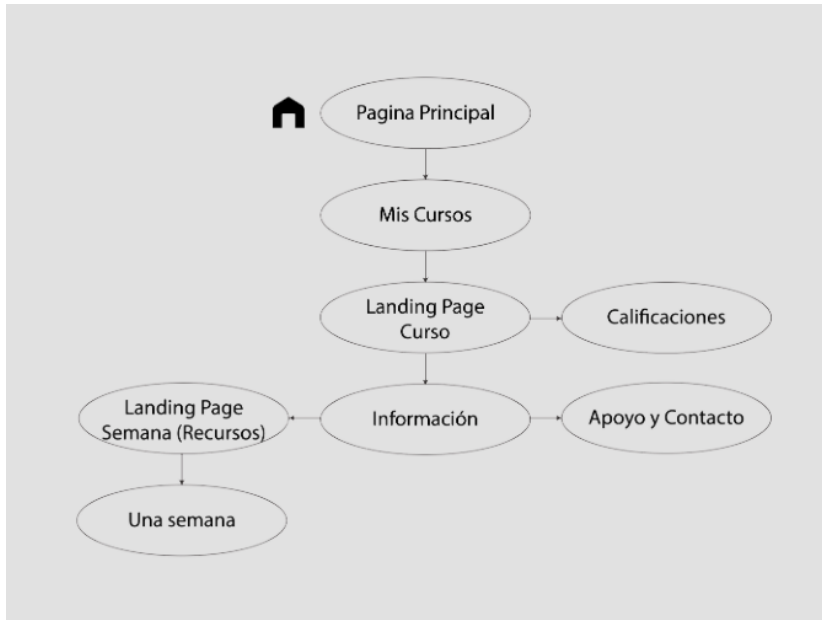 Pagina Principal
Mis Cursos
Landing Page
Curso
Calificaciones
Landing Page
Semana (Recursos)
Información
Apoyo y Contacto
Una semana